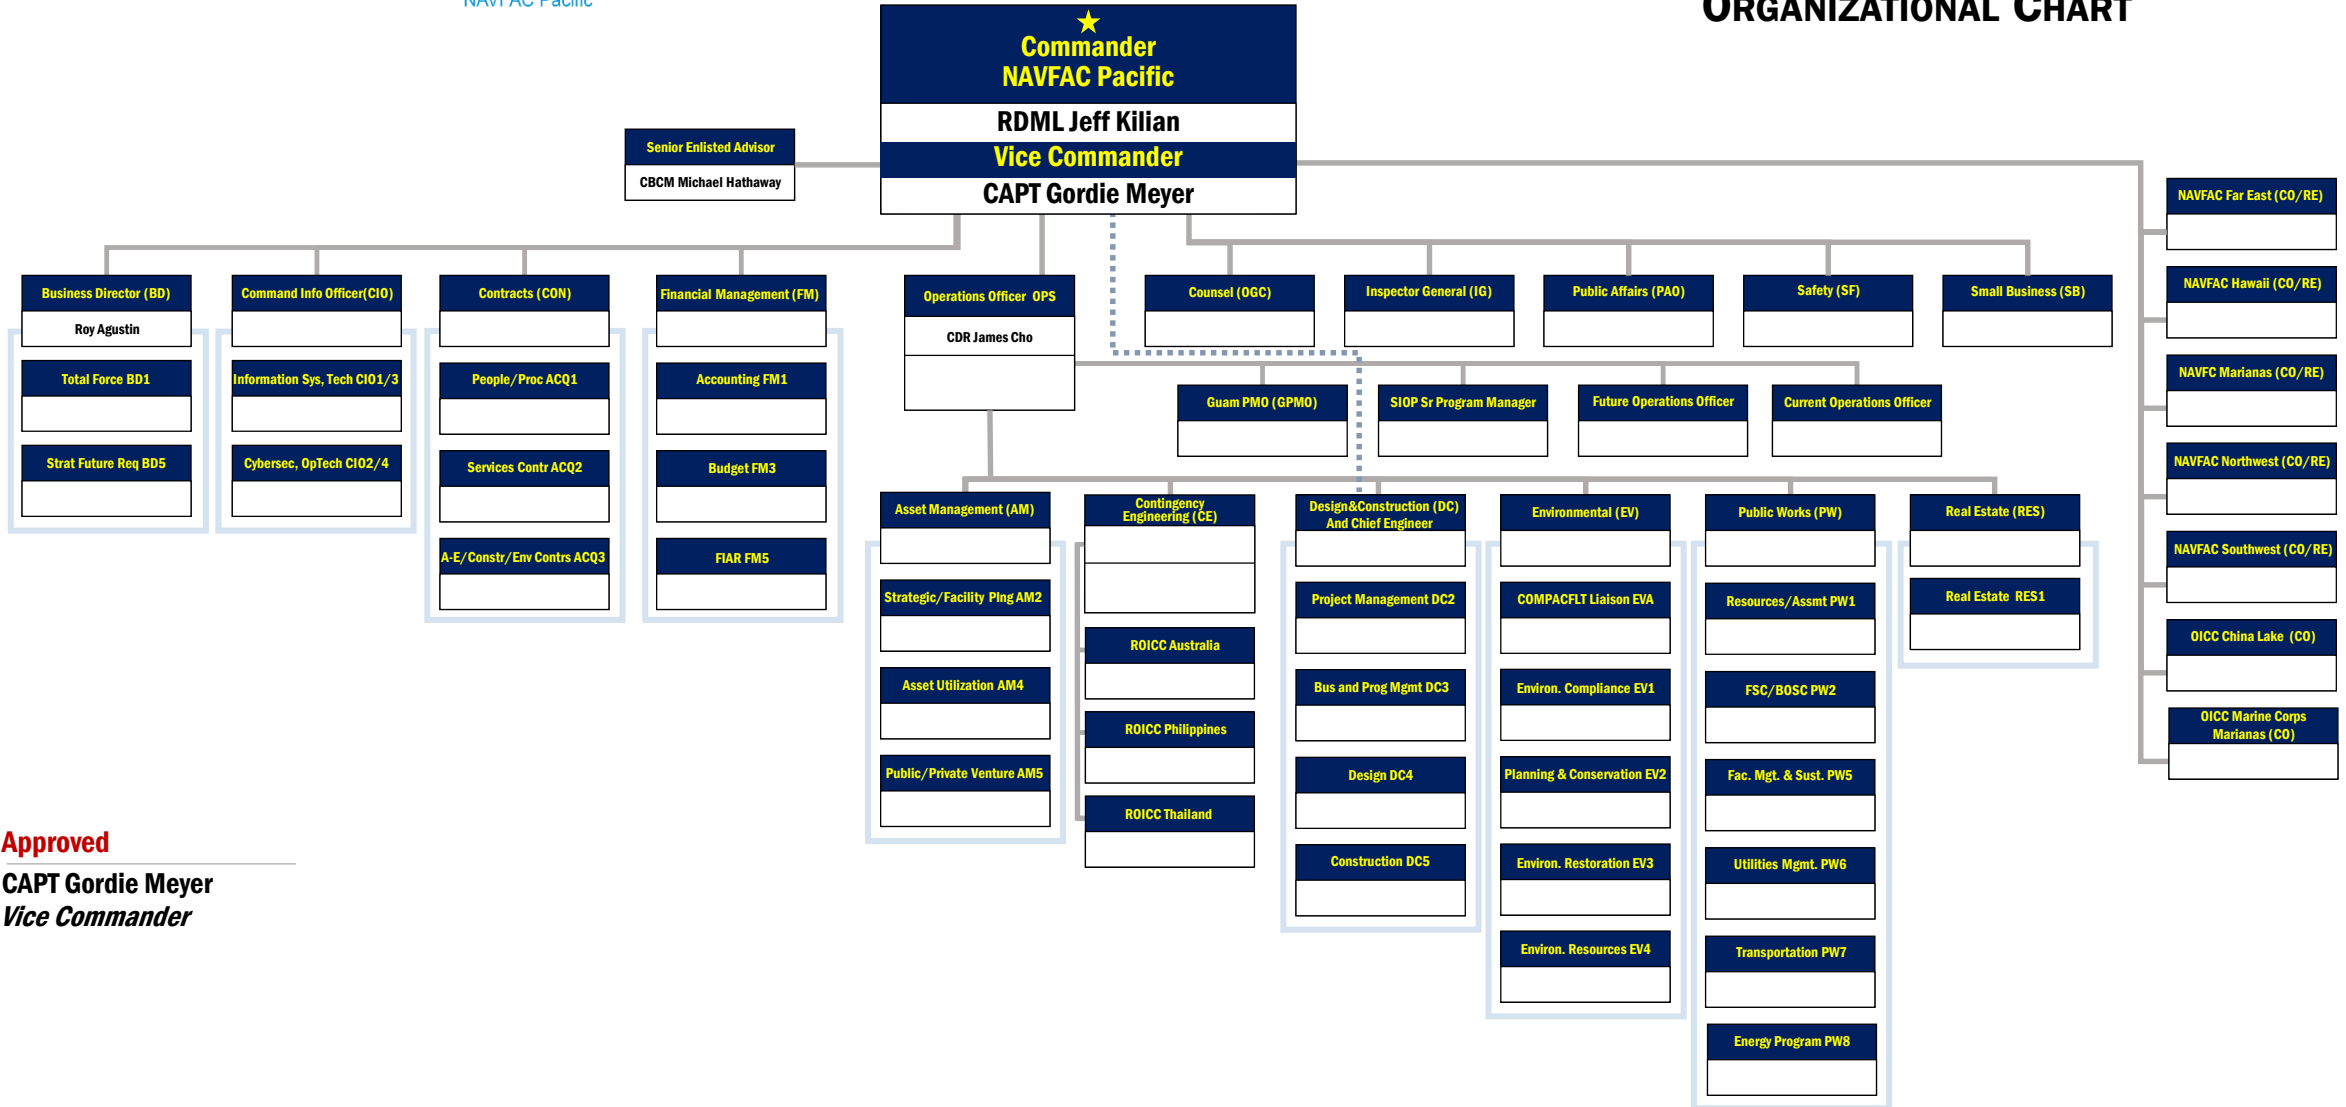 NAVFAC Pacific
ORGANIZATIONAL CHART
Commander
NAVFAC Pacific
RDML Jeff Kilian
Vice Commander
CAPT Gordie Meyer
Senior Enlisted Advisor
CBCM Michael Hathaway
Business Director (BD)
Roy Agustin
Total Force BD1
Strat Future Req BD5
Command Info Officer(CIO)
Information Sys, Tech CIO1/3
Cybersec, OpTech CIO2/4
Contracts (CON)
People/Proc ACQ1
Services Contr ACQ2
A-E/Constr/Env Contrs ACQ3
Financial Management (FM)
Accounting FM1
Budget FM3
FIAR FM5
Operations Officer OPS
CDR James Cho
Counsel (OGC)
Inspector General (IG)
Public Affairs (PAO)
Safety (SF)
Small Business (SB)
Guam PMO (GPMO)
SIOP Sr Program Manager
Future Operations Officer
Current Operations Officer
Asset Management (AM)
Strategic/Facility Plng AM2
Asset Utilization AM4
Public/Private Venture AM5
Contingency
Engineering (CE)
ROICC Australia
ROICC Philippines
ROICC Thailand
Design&Construction (DC)
And Chief Engineer
Project Management DC2
Bus and Prog Mgmt DC3
Design DC4
Construction DC5
Environmental (EV)
COMPACFLT Liaison EVA
Environ. Compliance EV1
Planning & Conservation EV2
Environ. Restoration EV3
Environ. Resources EV4
Public Works (PW)
Resources/Assmt PW1
FSC/BOSC PW2
Fac. Mgt. & Sust. PW5
Utilities Mgmt. PW6
Transportation PW7
Energy Program PW8
Real Estate (RES)
Real Estate RES1
NAVFAC Far East (CO/RE)
NAVFAC Hawaii (CO/RE)
NAVFC Marianas (CO/RE)
NAVFAC Northwest (CO/RE)
NAVFAC Southwest (CO/RE)
OICC China Lake (CO)
OICC Marine Corps
Marianas (CO)
Approved
CAPT Gordie Meyer
Vice Commander